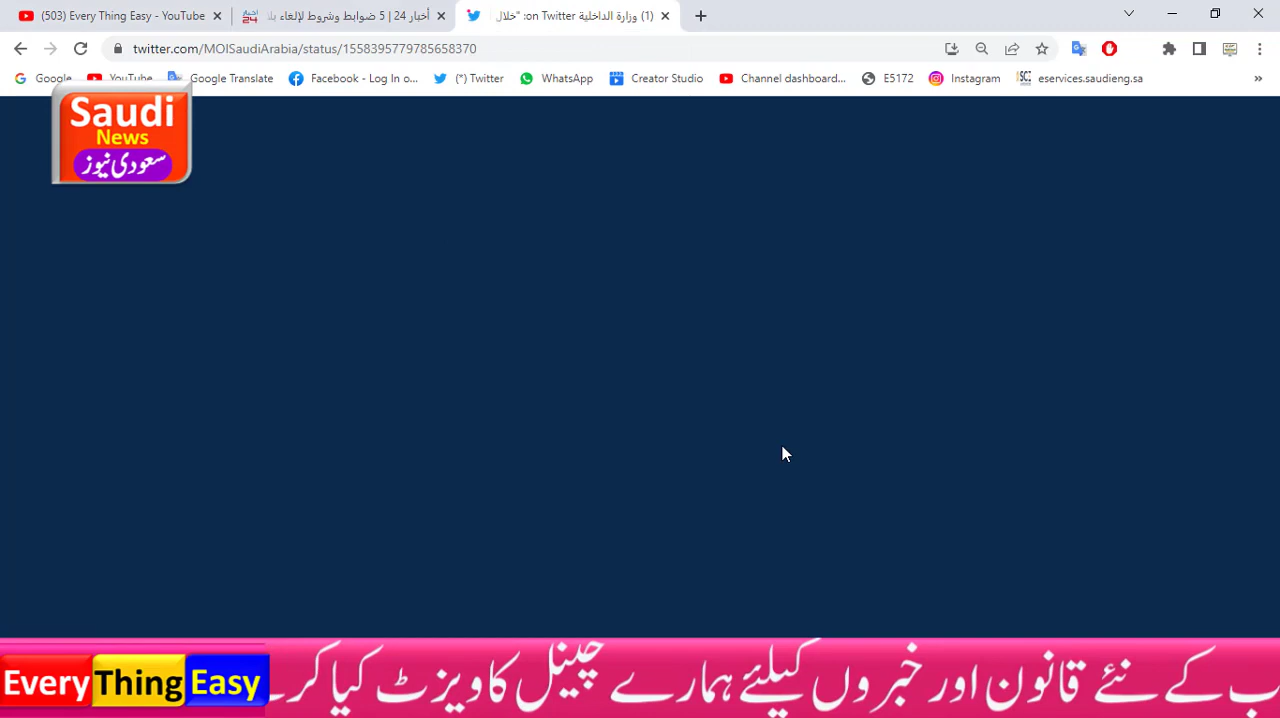 (503) Every Thing Easy - YouTube
أخبار 24 | 5 ضوابط وشروط لإلغاء بلا
(1) وزارة الداخلية on Twitter: "خلال
twitter.com/MOISaudiArabia/status/1558395779785658370
Google YouTube Google Translate Facebook - Log In o... (*) Twitter WhatsApp Creator Studio Channel dashboard... E5172 Instagram eservices.saudieng.sa »
Saudi
News
سعودی نیوز
Every Thing Easy
ب کے نئے قانون اور خبروں کیلئے ہمارے چینل کا ویزٹ کیا کر